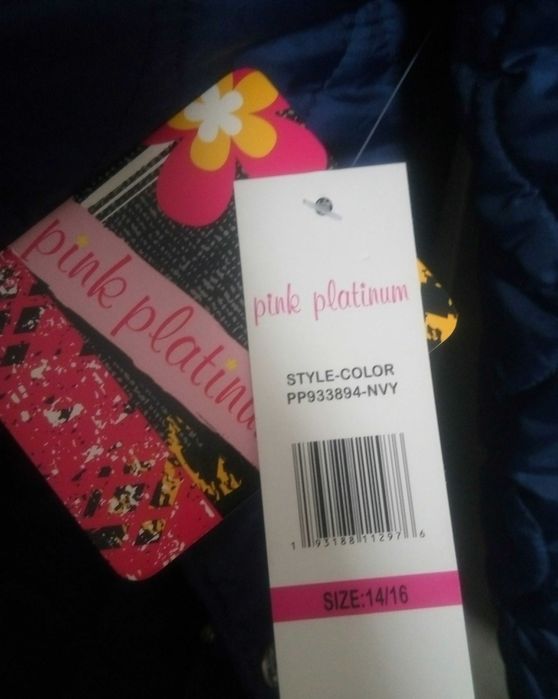 pink platinum
pink platinum
STYLE-COLOR
PP933894-NVY
1 93188 11297 6
SIZE:14/16